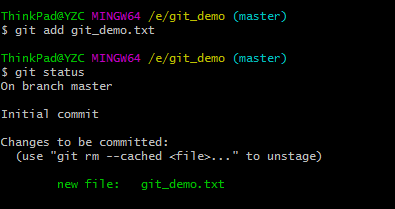 ThinkPad@YZC MINGW64 /e/git_demo (master)
$ git add git_demo.txt
ThinkPad@YZC MINGW64 /e/git_demo (master)
$ git status
On branch master
Initial commit
Changes to be committed:
  (use "git rm --cached <file>..." to unstage)
        new file:   git_demo.txt